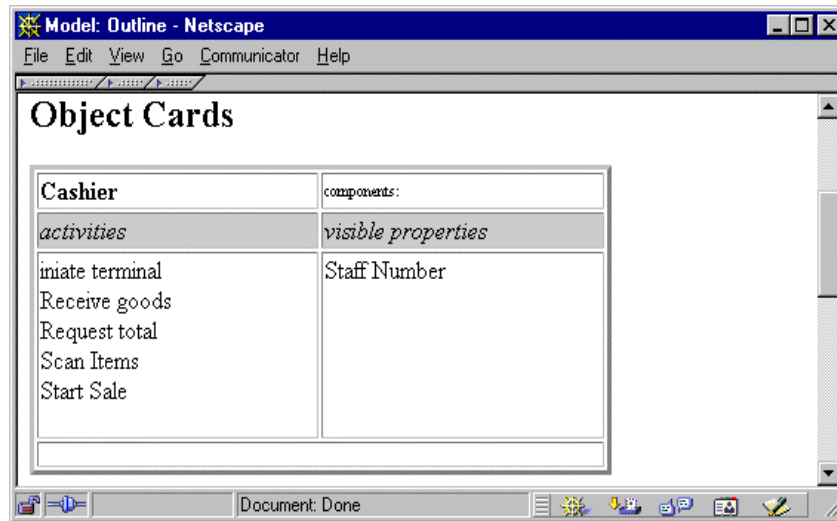 Model: Outline - Netscape
File Edit View Go Communicator Help
Object Cards
Cashier components:
activities visible properties
iniate terminal Staff Number
Receive goods
Request total
Scan Items
Start Sale
Document: Done